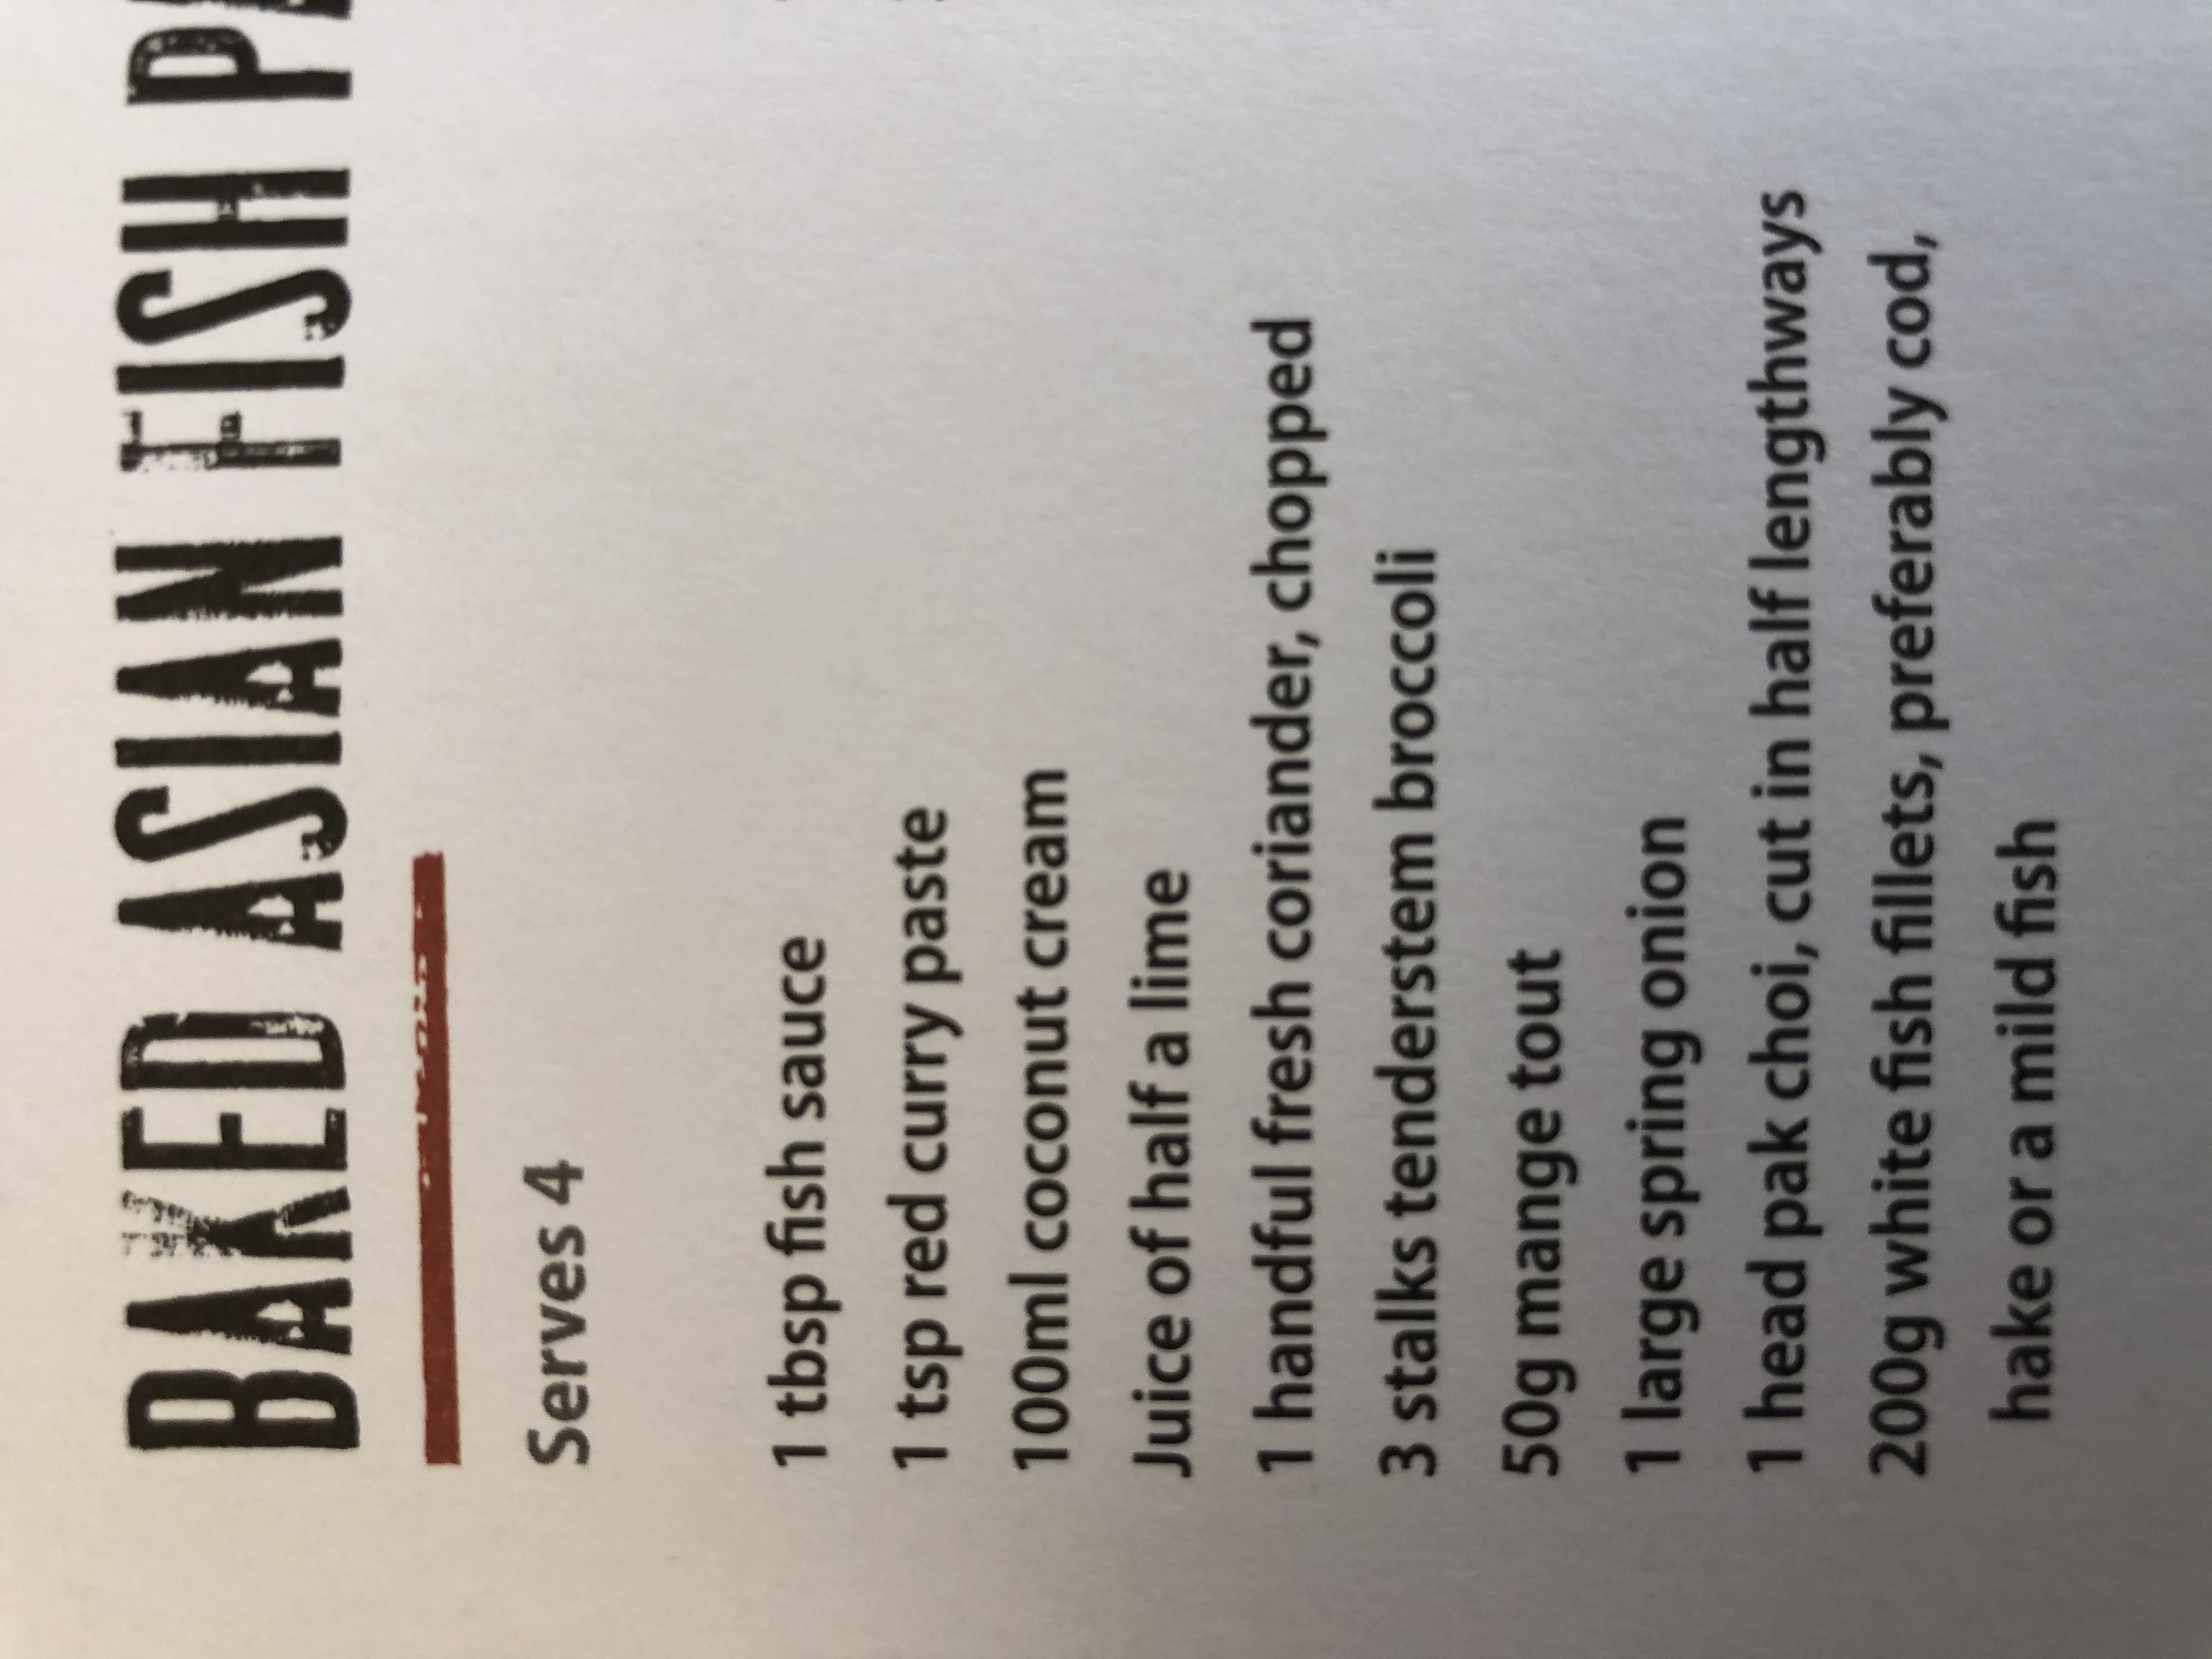 BAKED ASIAN FISH
Serves 4
1 tbsp fish sauce
1 tsp red curry paste
100ml coconut cream
Juice of half a lime
1 handful fresh coriander, chopped
3 stalks tenderstem broccoli
50g mange tout
1 large spring onion
1 head pak choi, cut in half lengthways
200g white fish fillets, preferably cod,
hake or a mild fish